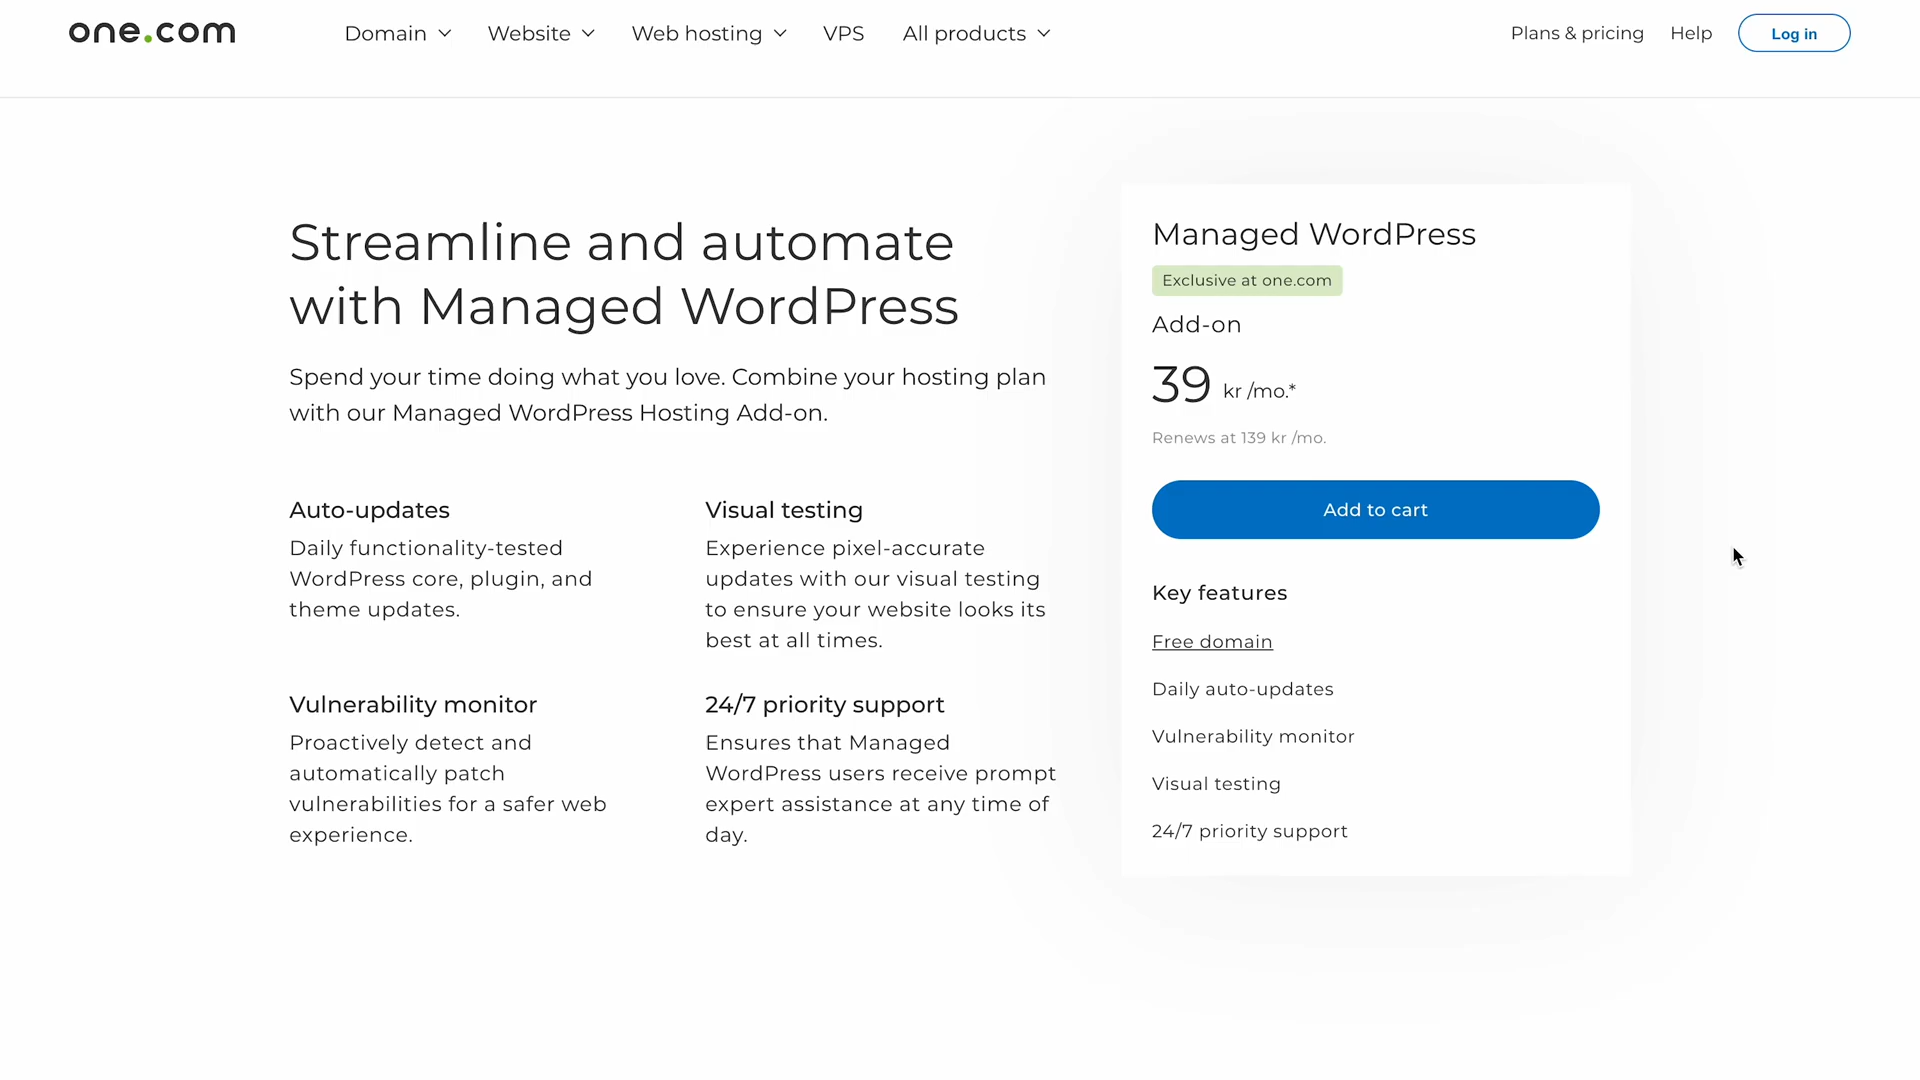 one.com
Domain
Website
Web hosting
VPS
All products
Plans & pricing
Help
Log in
Streamline and automate
with Managed WordPress
Spend your time doing what you love. Combine your hosting plan
with our Managed WordPress Hosting Add-on.
Auto-updates
Daily functionality-tested
WordPress core, plugin, and
theme updates.
Visual testing
Experience pixel-accurate
updates with our visual testing
to ensure your website looks its
best at all times.
Vulnerability monitor
Proactively detect and
automatically patch
vulnerabilities for a safer web
experience.
24/7 priority support
Ensures that Managed
WordPress users receive prompt
expert assistance at any time of
day.
Managed WordPress
Exclusive at one.com
Add-on
39 kr /mo.*
Renews at 139 kr /mo.
Add to cart
Key features
Free domain
Daily auto-updates
Vulnerability monitor
Visual testing
24/7 priority support